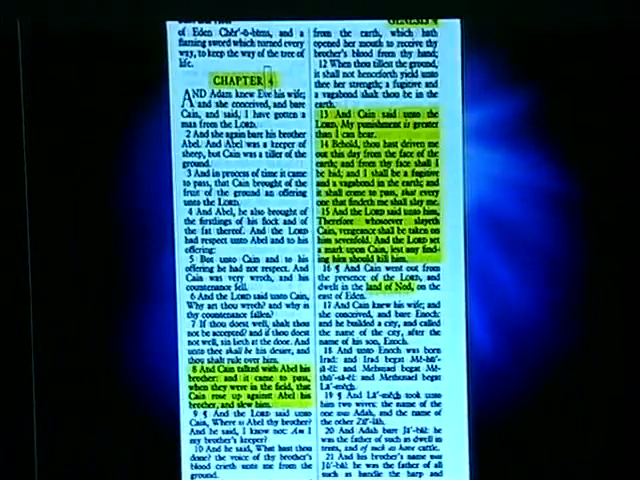 of Eden Chĕr'-ŭ-bĭms, and a
flaming sword which turned every
way, to keep the way of the tree of
life.
CHAPTER 4
AND Adam knew Eve his wife;
and she conceived, and bare
Cain, and said, I have gotten a
man from the LORD.
2 And she again bare his brother
Abel. And Abel was a keeper of
sheep, but Cain was a tiller of the
ground.
3 And in process of time it came
to pass, that Cain brought of the
fruit of the ground an offering
unto the LORD.
4 And Abel, he also brought of
the firstlings of his flock and of
the fat thereof. And the LORD
had respect unto Abel and to his
offering:
5 But unto Cain and to his
offering he had not respect. And
Cain was very wroth, and his
countenance fell.
6 And the LORD said unto Cain,
Why art thou wroth? and why is
thy countenance fallen?
7 If thou doest well, shalt thou
not be accepted? and if thou doest
not well, sin lieth at the door. And
unto thee shall be his desire, and
thou shalt rule over him.
8 And Cain talked with Abel his
brother: and it came to pass,
when they were in the field, that
Cain rose up against Abel his
brother, and slew him.
9 ¶ And the LORD said unto
Cain, Where is Abel thy brother?
And he said, I know not: Am I
my brother's keeper?
10 And he said, What hast thou
done? the voice of thy brother's
blood crieth unto me from the
ground.
GENESIS 4
from the earth, which hath
opened her mouth to receive thy
brother's blood from thy hand;
12 When thou tillest the ground,
it shall not henceforth yield unto
thee her strength; a fugitive and
a vagabond shalt thou be in the
earth.
13 And Cain said unto the
LORD, My punishment is greater
than I can bear.
14 Behold, thou hast driven me
out this day from the face of the
earth; and from thy face shall I
be hid; and I shall be a fugitive
and a vagabond in the earth; and
it shall come to pass, that every
one that findeth me shall slay me.
15 And the LORD said unto him,
Therefore whosoever slayeth
Cain, vengeance shall be taken on
him sevenfold. And the LORD set
a mark upon Cain, lest any find-
ing him should kill him.
16 ¶ And Cain went out from
the presence of the LORD, and
dwelt in the land of Nod, on the
east of Eden.
17 And Cain knew his wife; and
she conceived, and bare Enoch:
and he builded a city, and called
the name of the city, after the
name of his son, Enoch.
18 And unto Enoch was born
Irad: and Irad begat Mĕ-hū'-
jā-ĕl: and Mehujael begat
Mĕ-thū'-sā-ĕl: and Methusael begat
Lā'-mĕch.
19 ¶ And Lā'-mĕch took unto
him two wives: the name of the
one was Adah, and the name of
the other Zĭl'-lăh.
20 And Adah bare Jā'-băl: he
was the father of such as dwell in
tents, and of such as have cattle.
21 And his brother's name was
Jū'-băl: he was the father of all
such as handle the harp and